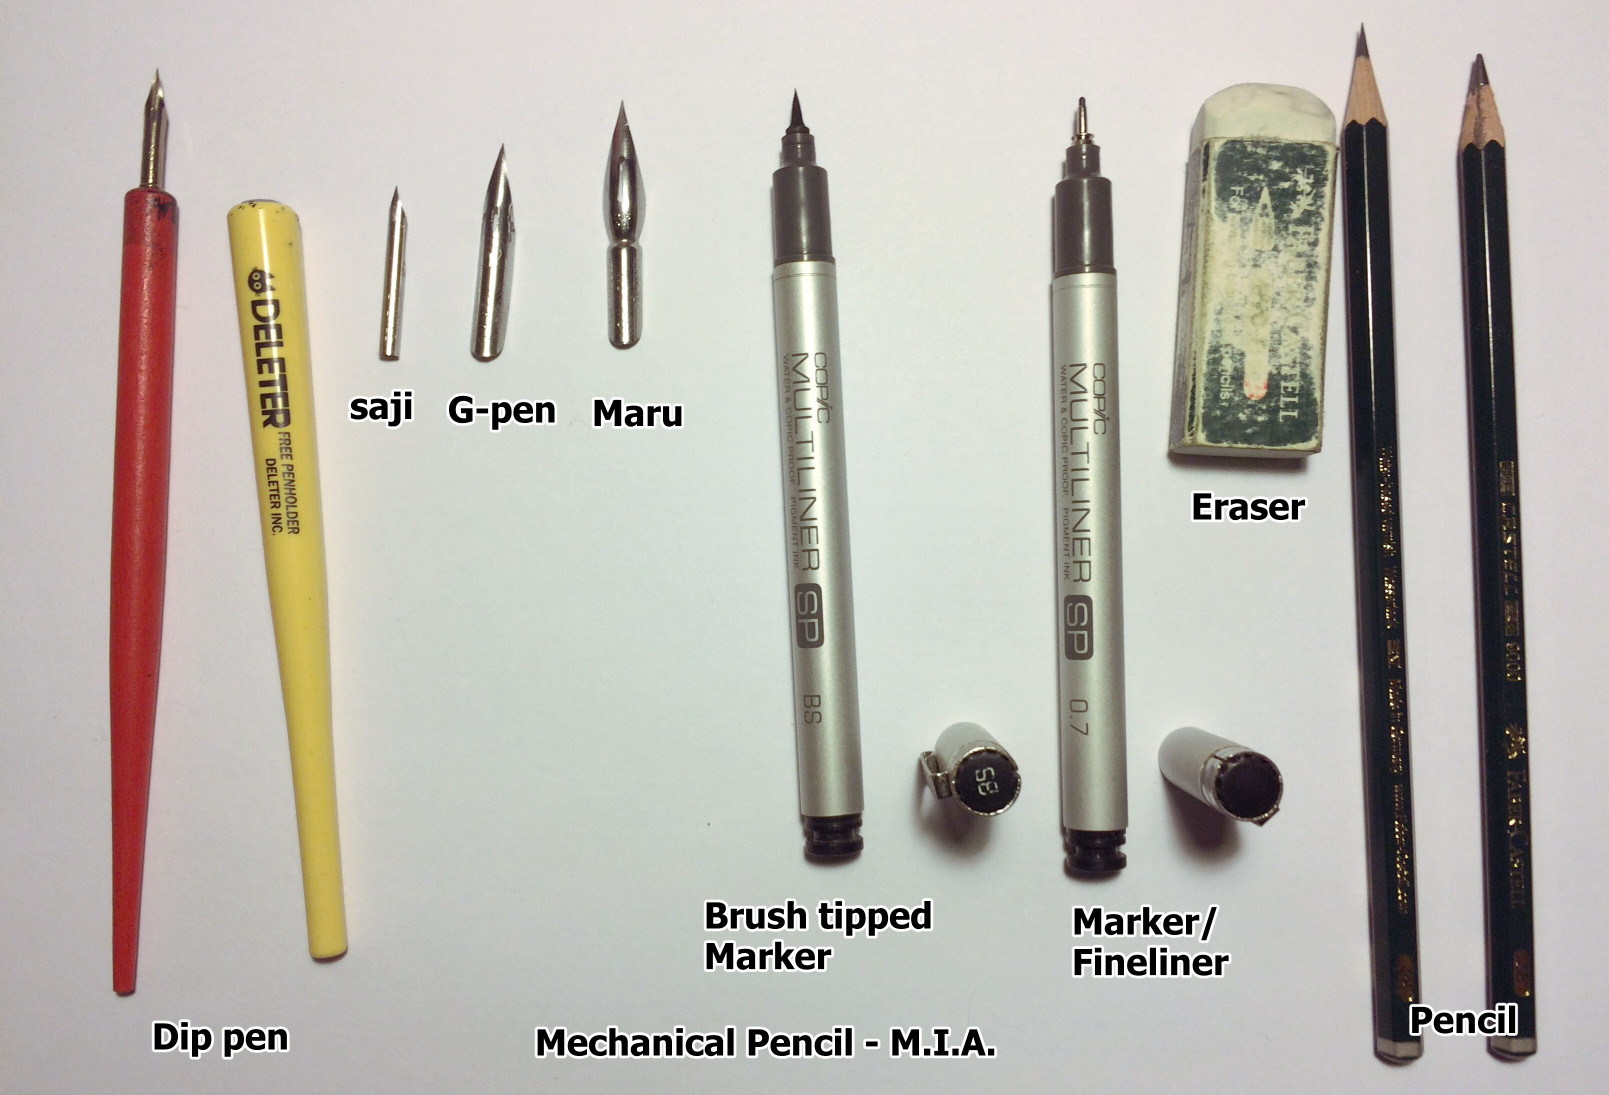 DELETER
FREE PENHOLDER
DELETER INC.
saji
G-pen
Maru
COPIC
MULTILINER SP
WATER & COPIC PROOF PIGMENT INK
BS
BS
COPIC
MULTILINER SP
WATER & COPIC PROOF PIGMENT INK
0.7
Eraser
9000
FABER-CASTELL
Brush tipped
Marker
Marker/
Fineliner
Dip pen
Mechanical Pencil - M.I.A.
Pencil